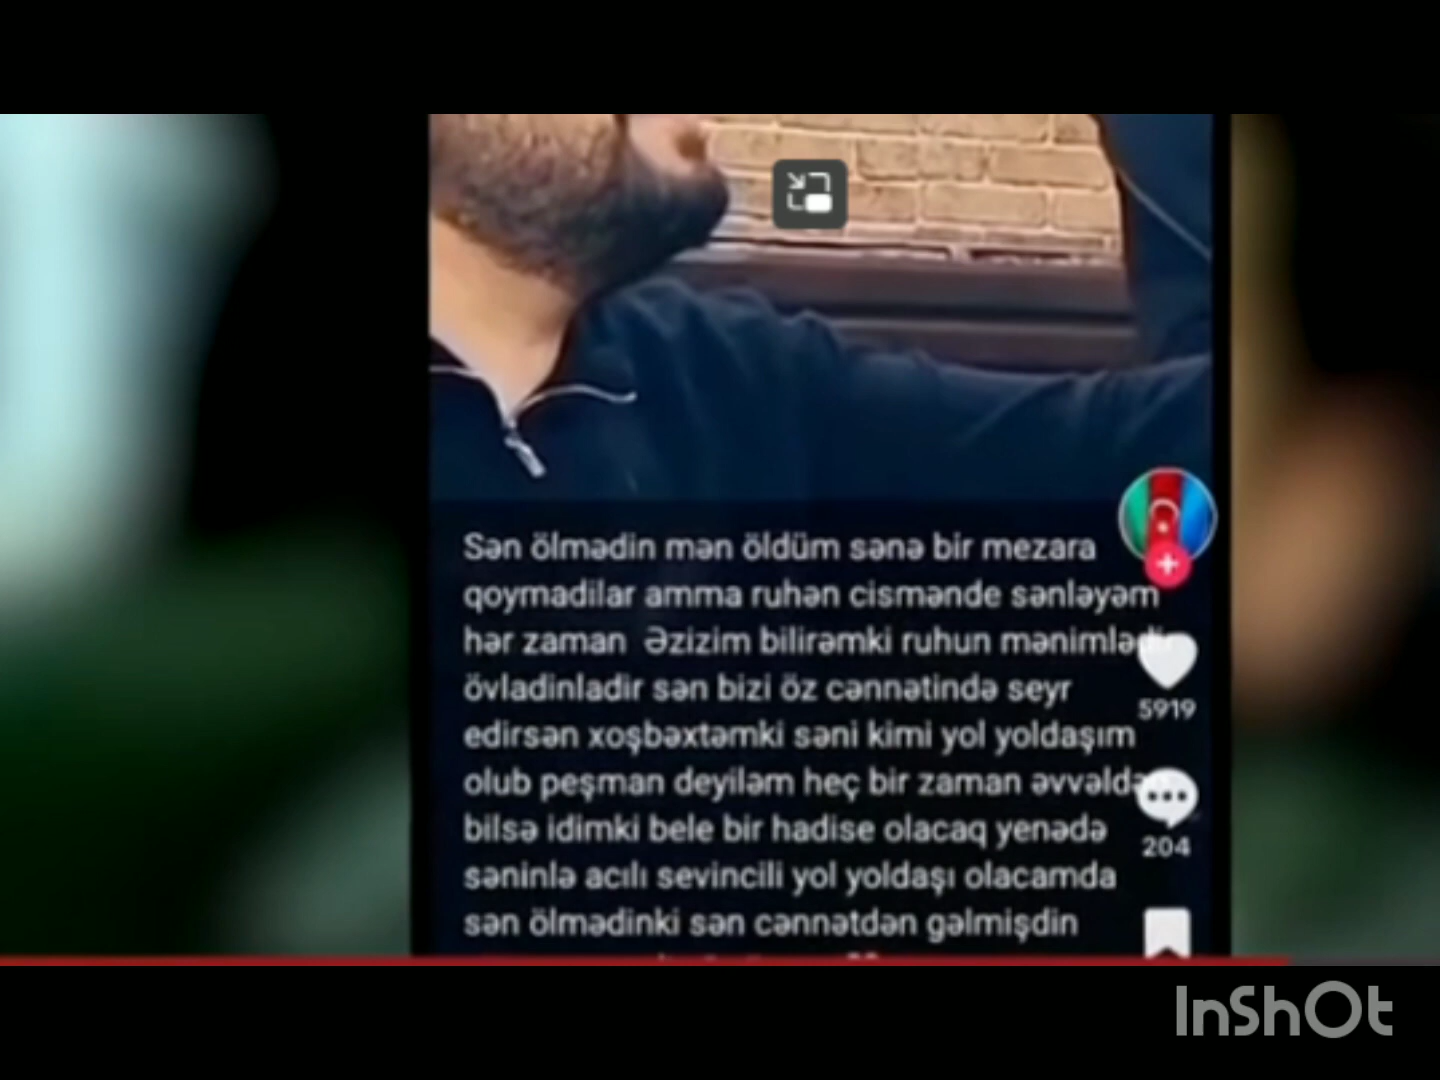 Sən ölmədin mən öldüm sənə bir mezara
qoymadilar amma ruhən cismənde sənləyəm
hər zaman Əzizim bilirəmki ruhun
övladinladir sən bizi öz cənnətində seyr
edirsən xoşbəxtəmki səni kimi yol yoldaşım
olub peşman deyiləm heç bir zaman
bilsə idimki bele bir hadise olacaq yenədə
səninlə acılı sevincili yol yoldaşı olacamda
sən ölmədinki sən cənnətdən gəlmişdin
5919
204
InShOt